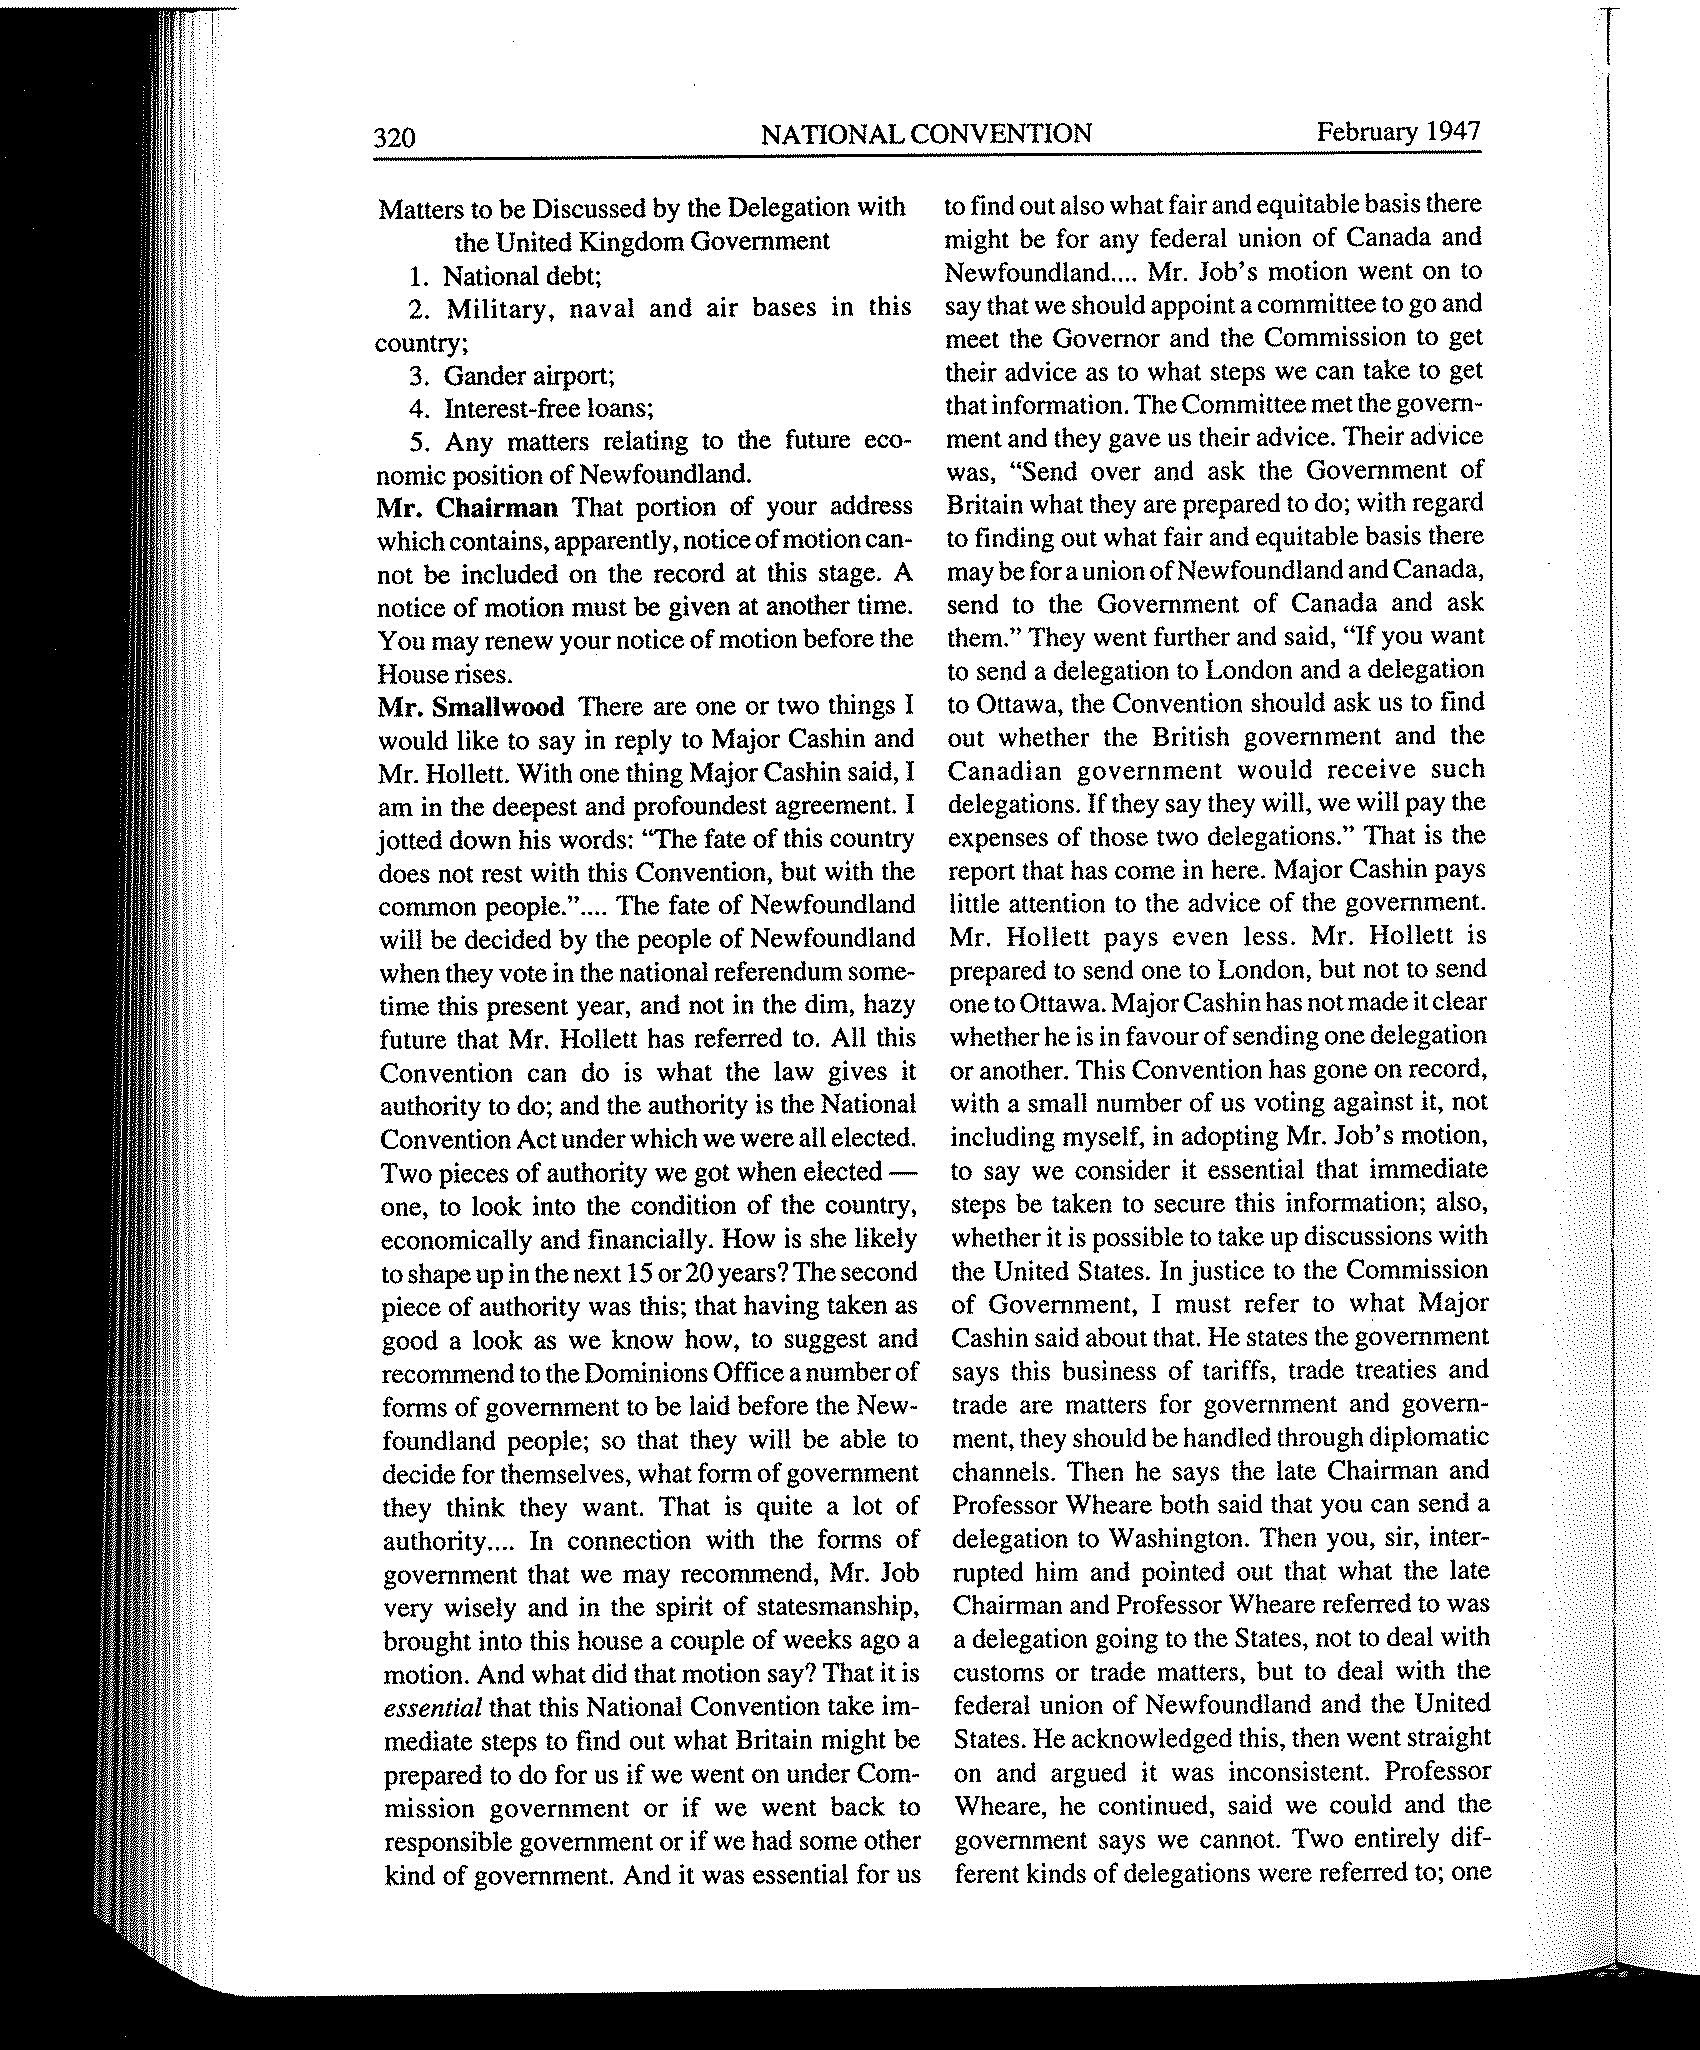 320 NATIONAL CONVENTION February 1947
Matters to be Discussed by the Delegation with
the United Kingdom Government
1. National debt;
2. Military, naval and air bases in this
country;
3. Gander airport;
4. Interest-free loans;
5. Any matters relating to the future eco-
nomic position of Newfoundland.
Mr. Chairman That portion of your address
which contains, apparently, notice of motion can-
not be included on the record at this stage. A
notice of motion must be given at another time.
You may renew your notice of motion before the
House rises.
Mr. Smallwood There are one or two things I
would like to say in reply to Major Cashin and
Mr. Hollett. With one thing Major Cashin said, I
am in the deepest and profoundest agreement. I
jotted down his words: “The fate of this country
does not rest with this Convention, but with the
common people.”.... The fate of Newfoundland
will be decided by the people of Newfoundland
when they vote in the national referendum some-
time this present year, and not in the dim, hazy
future that Mr. Hollett has referred to. All this
Convention can do is what the law gives it
authority to do; and the authority is the National
Convention Act under which we were all elected.
Two pieces of authority we got when elected —
one, to look into the condition of the country,
economically and financially. How is she likely
to shape up in the next 15 or 20 years? The second
piece of authority was this; that having taken as
good a look as we know how, to suggest and
recommend to the Dominions Office a number of
forms of government to be laid before the New-
foundland people; so that they will be able to
decide for themselves, what form of government
they think they want. That is quite a lot of
authority.... In connection with the forms of
government that we may recommend, Mr. Job
very wisely and in the spirit of statesmanship,
brought into this house a couple of weeks ago a
motion. And what did that motion say? That it is
essential that this National Convention take im-
mediate steps to find out what Britain might be
prepared to do for us if we went on under Com-
mission government or if we went back to
responsible government or if we had some other
kind of government. And it was essential for us
to find out also what fair and equitable basis there
might be for any federal union of Canada and
Newfoundland.... Mr. Job’s motion went on to
say that we should appoint a committee to go and
meet the Governor and the Commission to get
their advice as to what steps we can take to get
that information. The Committee met the govern-
ment and they gave us their advice. Their advice
was, “Send over and ask the Government of
Britain what they are prepared to do; with regard
to finding out what fair and equitable basis there
may be for a union of Newfoundland and Canada,
send to the Government of Canada and ask
them.” They went further and said, “If you want
to send a delegation to London and a delegation
to Ottawa, the Convention should ask us to find
out whether the British government and the
Canadian government would receive such
delegations. If they say they will, we will pay the
expenses of those two delegations.” That is the
report that has come in here. Major Cashin pays
little attention to the advice of the government.
Mr. Hollett pays even less. Mr. Hollett is
prepared to send one to London, but not to send
one to Ottawa. Major Cashin has not made it clear
whether he is in favour of sending one delegation
or another. This Convention has gone on record,
with a small number of us voting against it, not
including myself, in adopting Mr. Job’s motion,
to say we consider it essential that immediate
steps be taken to secure this information; also,
whether it is possible to take up discussions with
the United States. In justice to the Commission
of Government, I must refer to what Major
Cashin said about that. He states the government
says this business of tariffs, trade treaties and
trade are matters for government and govern-
ment, they should be handled through diplomatic
channels. Then he says the late Chairman and
Professor Wheare both said that you can send a
delegation to Washington. Then you, sir, inter-
rupted him and pointed out that what the late
Chairman and Professor Wheare referred to was
a delegation going to the States, not to deal with
customs or trade matters, but to deal with the
federal union of Newfoundland and the United
States. He acknowledged this, then went straight
on and argued it was inconsistent. Professor
Wheare, he continued, said we could and the
government says we cannot. Two entirely dif-
ferent kinds of delegations were referred to; one